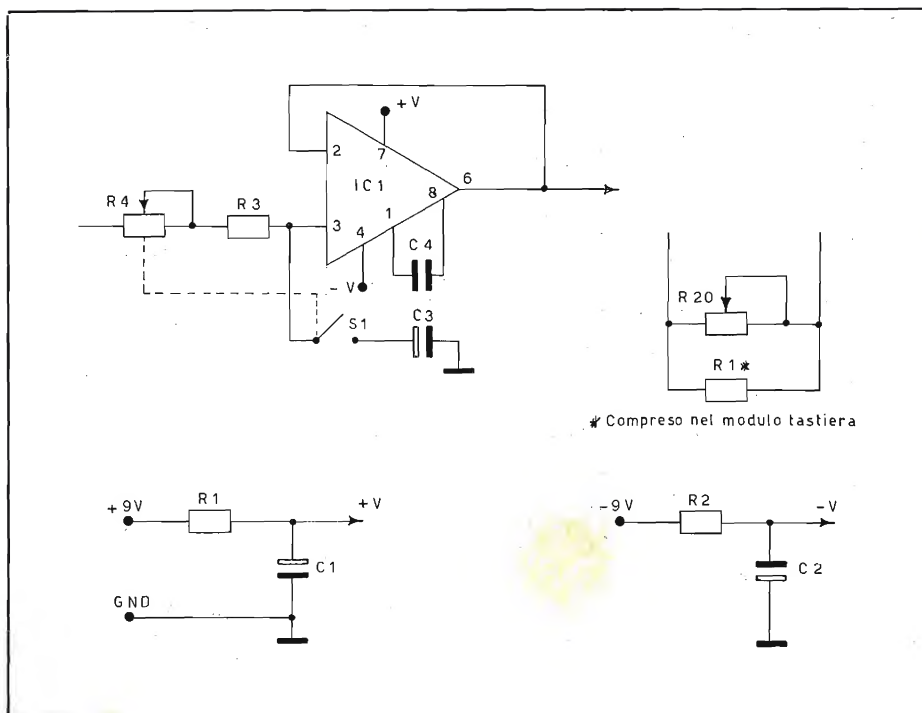 +V
2
7
IC1
6
8
R4
R3
1
3
4
C4
-V
S1
C3
R20
R1*
* Compreso nel modulo tastiera
+9V
R1
+V
C1
GND
-9V
R2
-V
C2